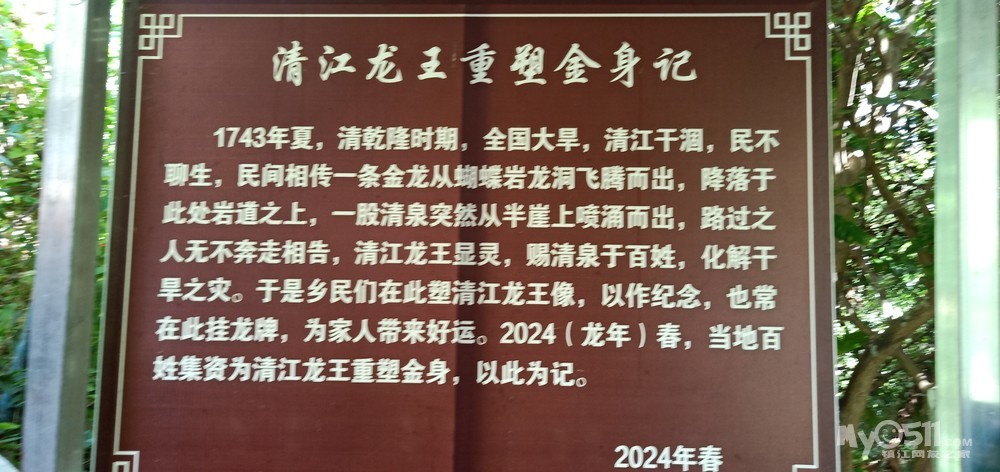 清江龙王重塑金身记
1743年夏，清乾隆时期，全国大旱，清江干涸，民不
聊生，民间相传一条金龙从蝴蝶岩龙洞飞腾而出，降落于
此处岩道之上，一股清泉突然从半崖上喷涌而出，路过之
人无不奔走相告，清江龙王显灵，赐清泉于百姓，化解干
旱之灾。于是乡民们在此塑清江龙王像，以作纪念，也常
在此挂龙牌，为家人带来好运。2024（龙年）春，当地百
姓集资为清江龙王重塑金身，以此为记。
2024年春
My0511.COM
镇江网友之家